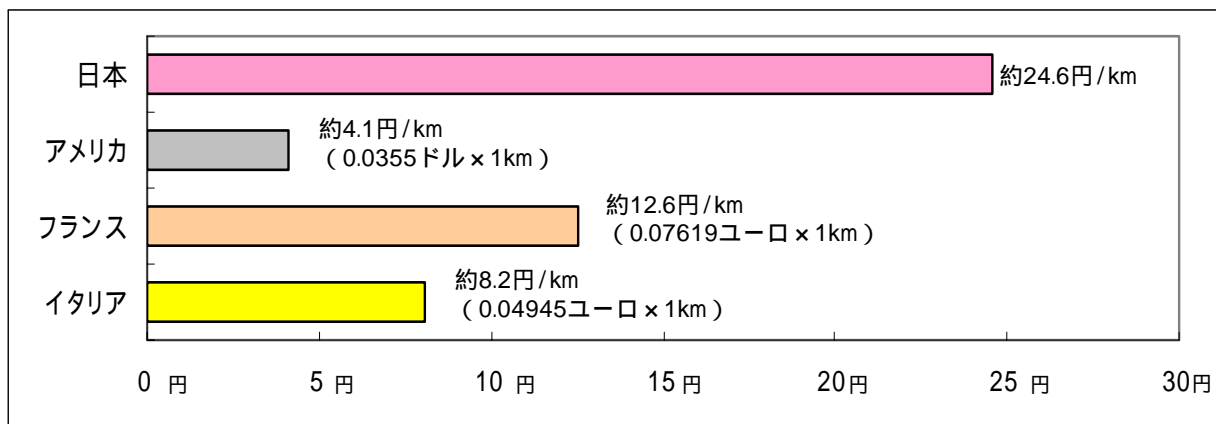 日本
約24.6円/km
アメリカ
約4.1円/km
(0.0355ドル×1km)
フランス
約12.6円/km
(0.07619ユーロ×1km)
イタリア
約8.2円/km
(0.04945ユーロ×1km)
0 円 5 円 10 円 15円 20円 25 円 30円